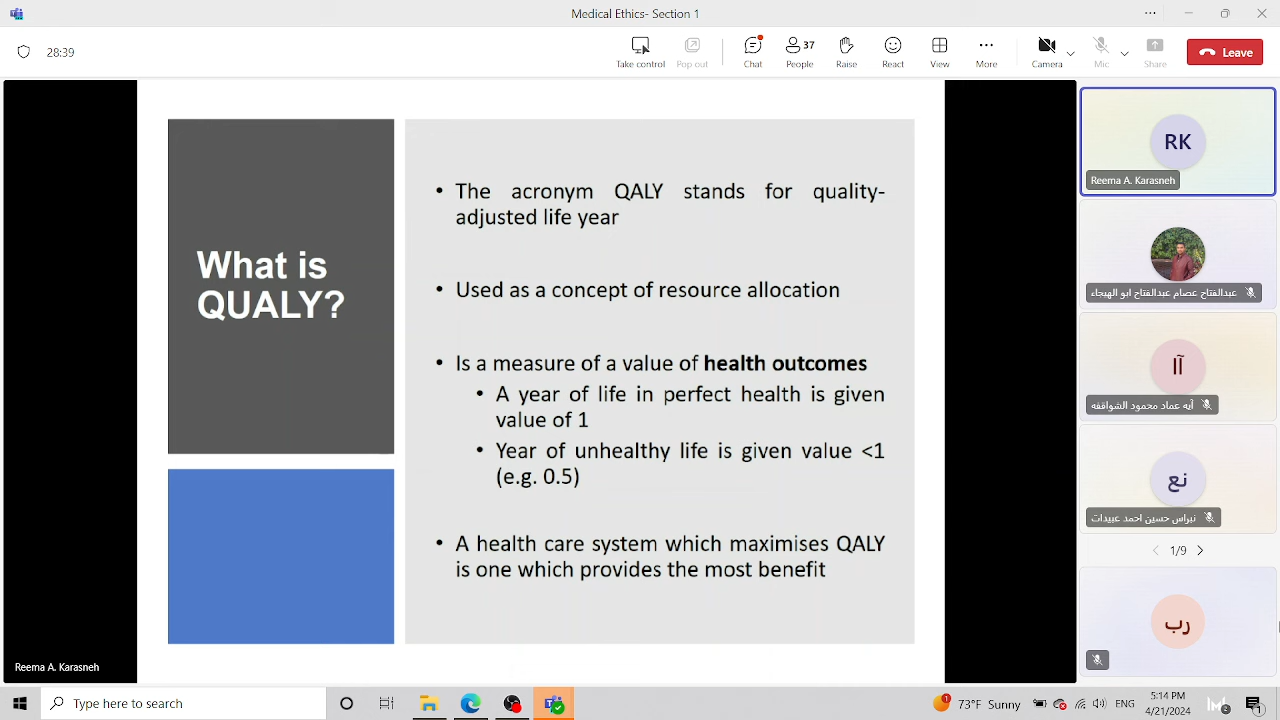 Medical Ethics- Section 1
28:39
Take control
Pop out
Chat
37
People
Raise
React
View
More
Camera
Mic
Share
Leave
What is
QUALY?
• The acronym QALY stands for quality-
adjusted life year
• Used as a concept of resource allocation
• Is a measure of a value of health outcomes
• A year of life in perfect health is given
value of 1
• Year of unhealthy life is given value <1
(e.g. 0.5)
• A health care system which maximises QALY
is one which provides the most benefit
Reema A. Karasneh
RK
Reema A. Karasneh
عبدالفتاح عصام عبدالفتاح ابو الهيجاء
آآ
آيه عماد محمود الشواقفه
نع
نبراس حسين احمد عبيدات
1/9
رب
Type here to search
1
73°F Sunny
ENG
5:14 PM
4/21/2024